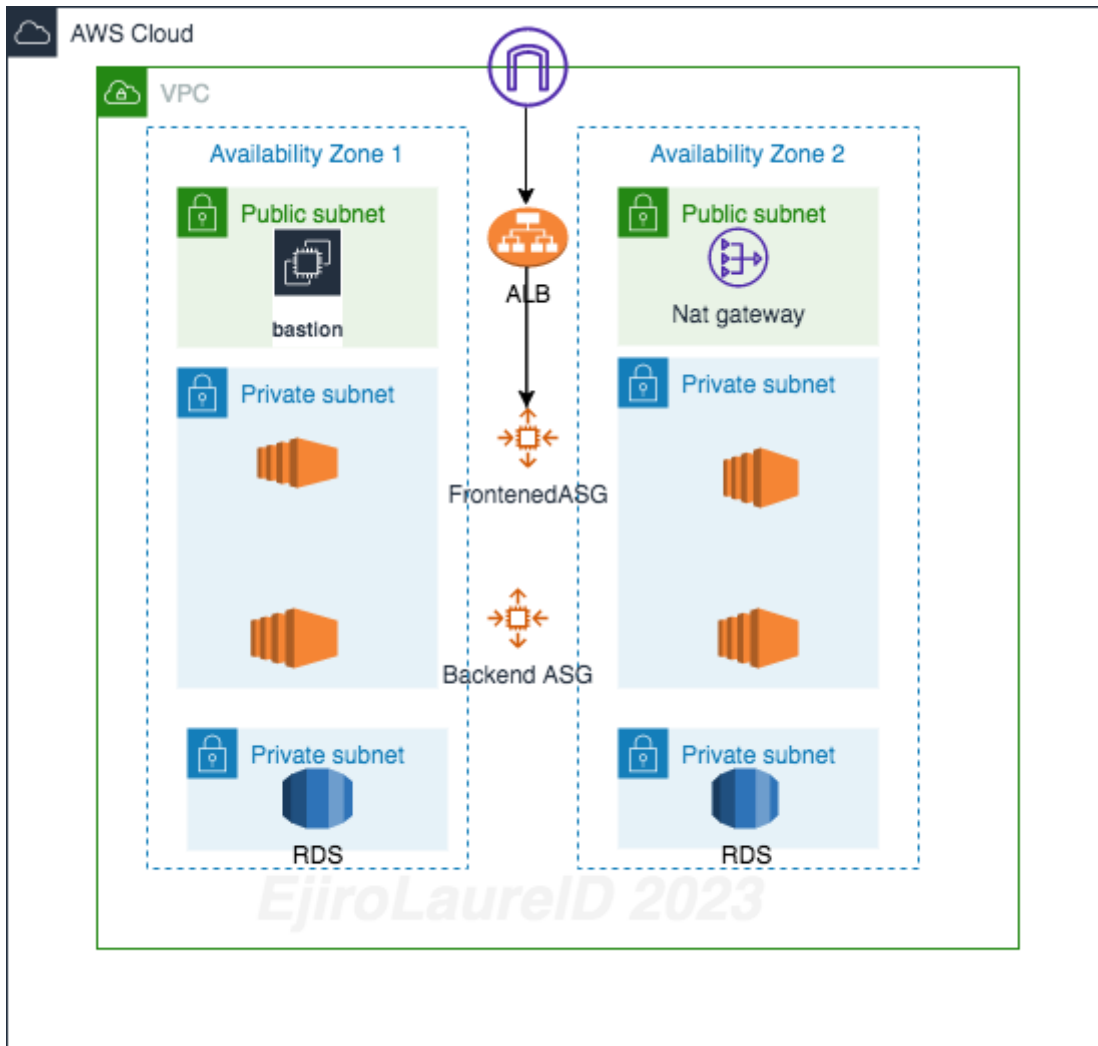 AWS Cloud
VPC
Availability Zone 1
Availability Zone 2
Public subnet
Public subnet
bastion
ALB
Nat gateway
Private subnet
Private subnet
FrontenedASG
Backend ASG
Private subnet
Private subnet
RDS
RDS
EjiroLaurelD 2023